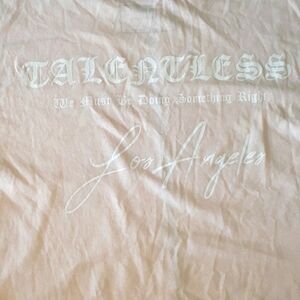 TALENTLESS
We Must Be Doing Something Right
Los Angeles